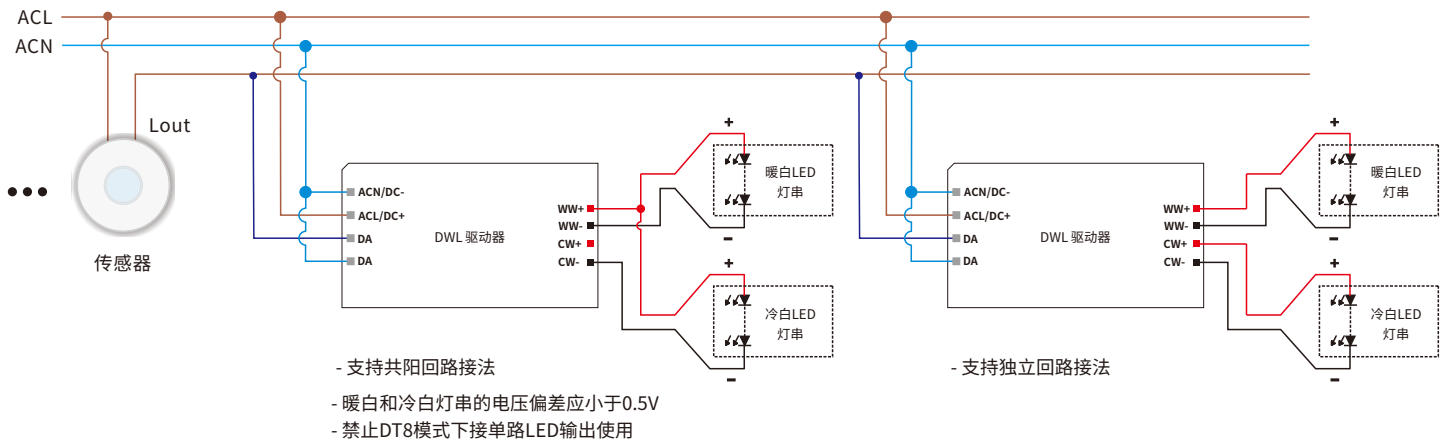 ACL
ACN
Lout
传感器
ACN/DC-
ACL/DC+
DA
DA
DWL 驱动器
WW+
WW-
CW+
CW-
+
暖白LED
灯串
-
+
冷白LED
灯串
-
- 支持共阳回路接法
- 暖白和冷白灯串的电压偏差应小于0.5V
- 禁止DT8模式下接单路LED输出使用
ACN/DC-
ACL/DC+
DA
DA
DWL 驱动器
WW+
WW-
CW+
CW-
+
暖白LED
灯串
-
+
冷白LED
灯串
-
- 支持独立回路接法